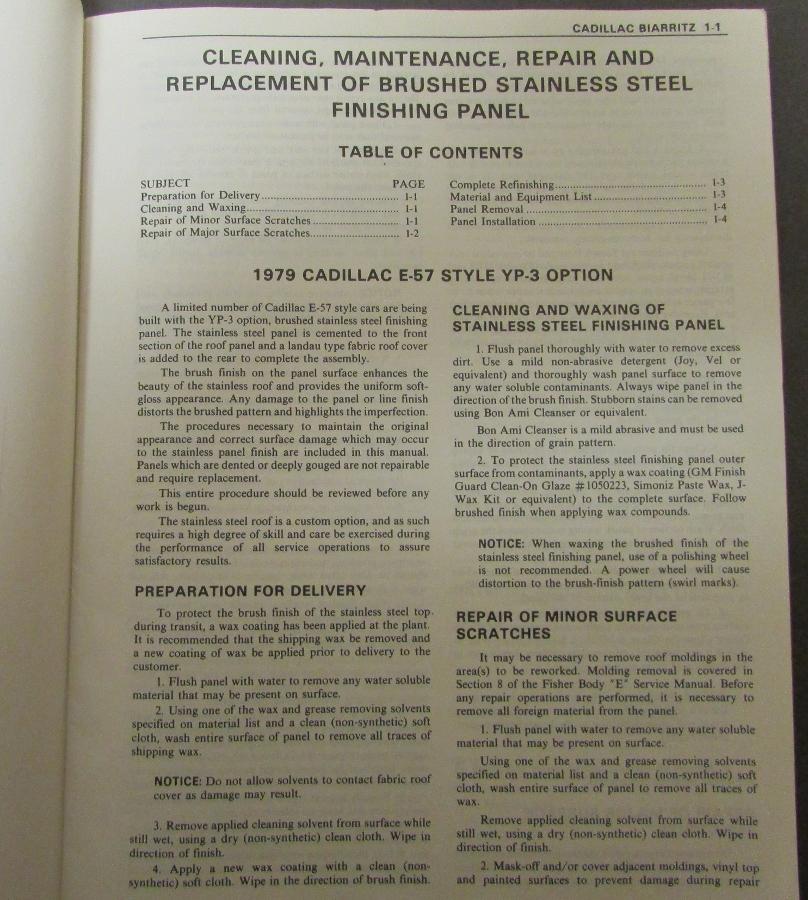 CADILLAC BIARRITZ 1-1
CLEANING, MAINTENANCE, REPAIR AND
REPLACEMENT OF BRUSHED STAINLESS STEEL
FINISHING PANEL
TABLE OF CONTENTS
SUBJECT PAGE
Preparation for Delivery 1-1
Cleaning and Waxing 1-1
Repair of Minor Surface Scratches 1-1
Repair of Major Surface Scratches 1-2
Complete Refinishing 1-3
Material and Equipment List 1-3
Panel Removal 1-4
Panel Installation 1-4
1979 CADILLAC E-57 STYLE YP-3 OPTION
A limited number of Cadillac E-57 style cars are being
built with the YP-3 option, brushed stainless steel finishing
panel. The stainless steel panel is cemented to the front
section of the roof panel and a landau type fabric roof cover
is added to the rear to complete the assembly.
The brush finish on the panel surface enhances the
beauty of the stainless roof and provides the uniform soft-
gloss appearance. Any damage to the panel or line finish
distorts the brushed pattern and highlights the imperfection.
The procedures necessary to maintain the original
appearance and correct surface damage which may occur
to the stainless panel finish are included in this manual.
Panels which are dented or deeply gouged are not repairable
and require replacement.
This entire procedure should be reviewed before any
work is begun.
The stainless steel roof is a custom option, and as such
requires a high degree of skill and care be exercised during
the performance of all service operations to assure
satisfactory results.
PREPARATION FOR DELIVERY
To protect the brush finish of the stainless steel top
during transit, a wax coating has been applied at the plant.
It is recommended that the shipping wax be removed and
a new coating of wax be applied prior to delivery to the
customer.
1. Flush panel with water to remove any water soluble
material that may be present on surface.
2. Using one of the wax and grease removing solvents
specified on material list and a clean (non-synthetic) soft
cloth, wash entire surface of panel to remove all traces of
shipping wax.
NOTICE: Do not allow solvents to contact fabric roof
cover as damage may result.
3. Remove applied cleaning solvent from surface while
still wet, using a dry (non-synthetic) clean cloth. Wipe in
direction of finish.
4. Apply a new wax coating with a clean (non-
synthetic) soft cloth. Wipe in the direction of brush finish.
CLEANING AND WAXING OF
STAINLESS STEEL FINISHING PANEL
1. Flush panel thoroughly with water to remove excess
dirt. Use a mild non-abrasive detergent (Joy, Vel or
equivalent) and thoroughly wash panel surface to remove
any water soluble contaminants. Always wipe panel in the
direction of the brush finish. Stubborn stains can be removed
using Bon Ami Cleanser or equivalent.
Bon Ami Cleanser is a mild abrasive and must be used
in the direction of grain pattern.
2. To protect the stainless steel finishing panel outer
surface from contaminants, apply a wax coating (GM Finish
Guard Clean-On Glaze #1050223, Simoniz Paste Wax, J-
Wax Kit or equivalent) to the complete surface. Follow
brushed finish when applying wax compounds.
NOTICE: When waxing the brushed finish of the
stainless steel finishing panel, use of a polishing wheel
is not recommended. A power wheel will cause
distortion to the brush-finish pattern (swirl marks).
REPAIR OF MINOR SURFACE
SCRATCHES
It may be necessary to remove roof moldings in the
area(s) to be reworked. Molding removal is covered in
Section 8 of the Fisher Body "E" Service Manual. Before
any repair operations are performed, it is necessary to
remove all foreign material from the panel.
1. Flush panel with water to remove any water soluble
material that may be present on surface.
Using one of the wax and grease removing solvents
specified on material list and a clean (non-synthetic) soft
cloth, wash entire surface of panel to remove all traces of
wax.
Remove applied cleaning solvent from surface while
still wet, using a dry (non-synthetic) clean cloth. Wipe in
direction of finish.
2. Mask-off and/or cover adjacent moldings, vinyl top
and painted surfaces to prevent damage during repair